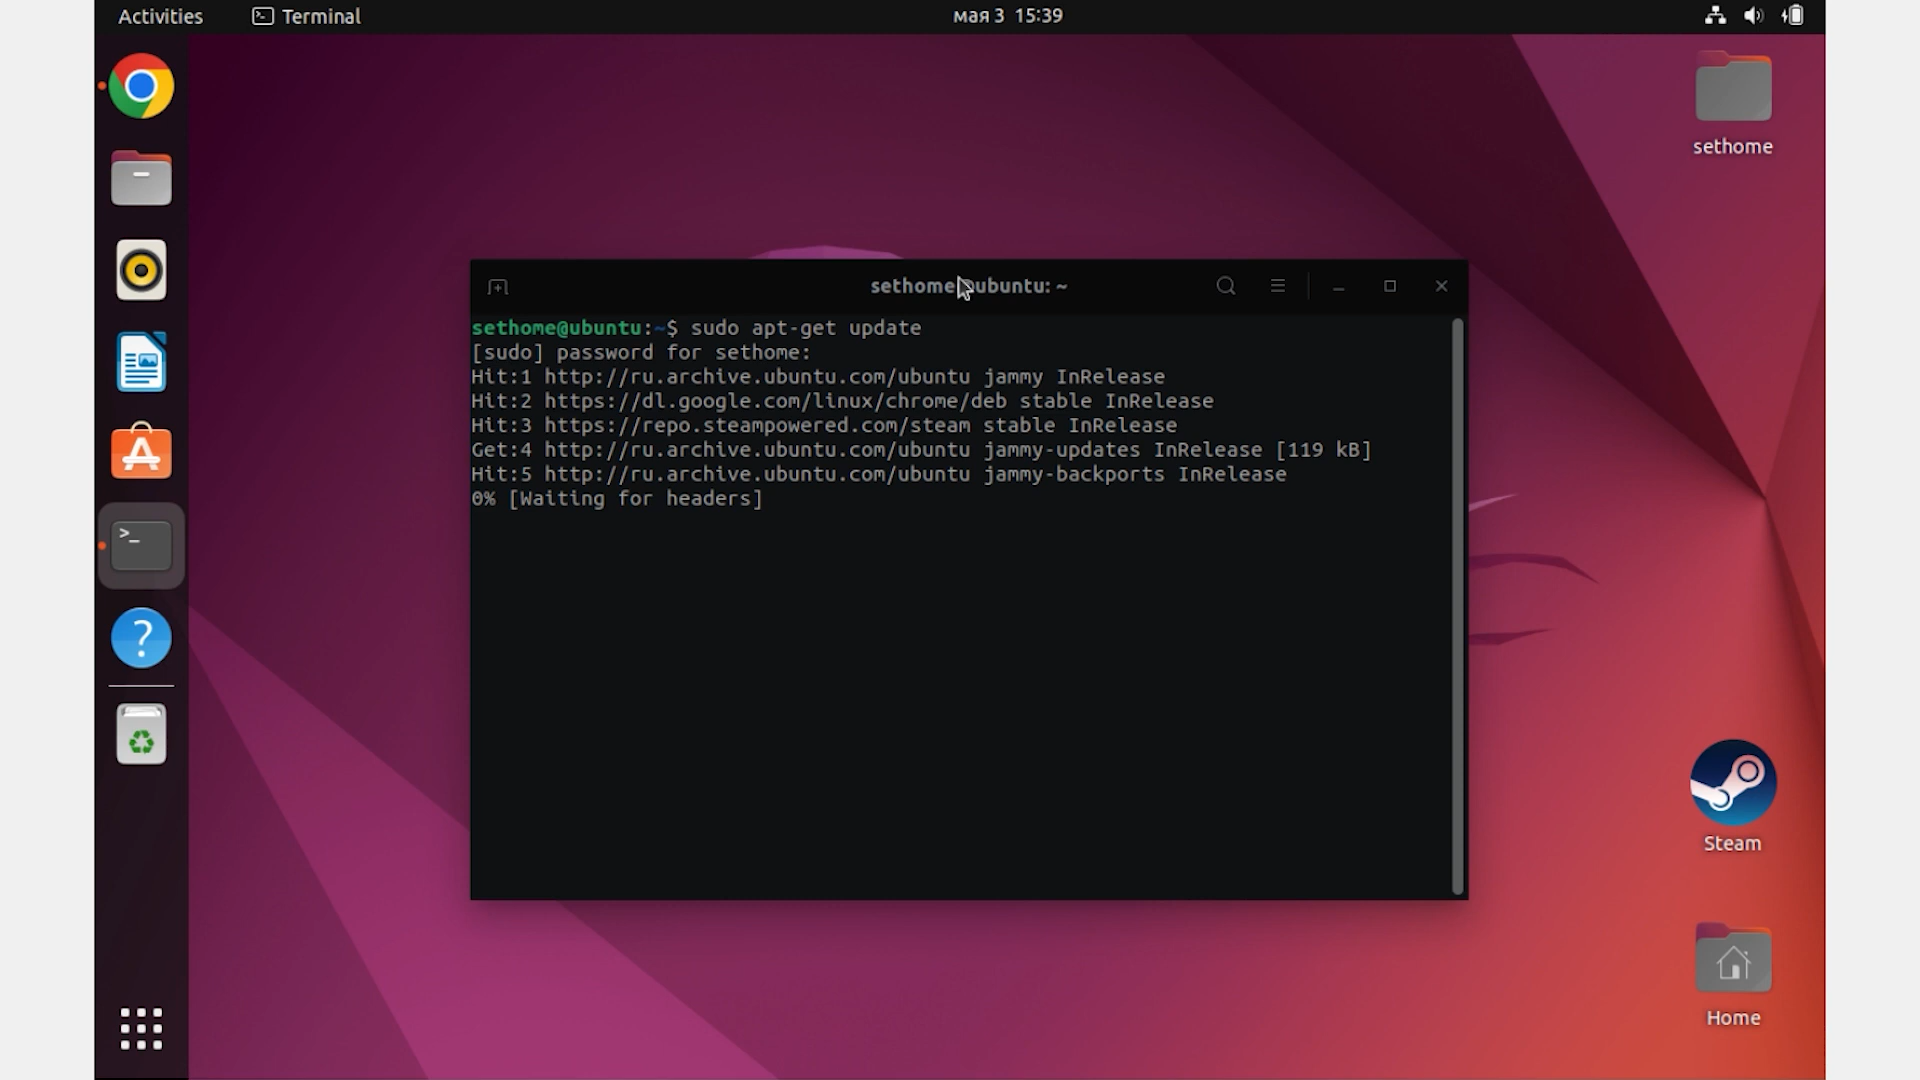 Activities
Terminal
мая 3 15:39
sethome
sethome@ubuntu: ~
sethome@ubuntu:~$ sudo apt-get update
[sudo] password for sethome:
Hit:1 http://ru.archive.ubuntu.com/ubuntu jammy InRelease
Hit:2 https://dl.google.com/linux/chrome/deb stable InRelease
Hit:3 https://repo.steampowered.com/steam stable InRelease
Get:4 http://ru.archive.ubuntu.com/ubuntu jammy-updates InRelease [119 kB]
Hit:5 http://ru.archive.ubuntu.com/ubuntu jammy-backports InRelease
0% [Waiting for headers]
Steam
Home